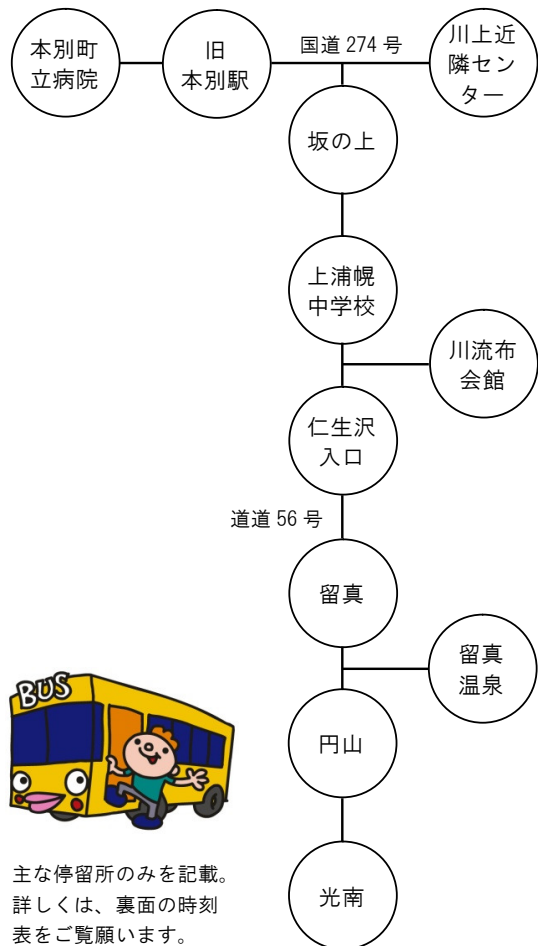 本別町
立病院
旧
本別駅
国道 274 号
川上近
隣セン
ター
坂の上
上浦幌
中学校
川流布
会館
仁生沢
入口
道道 56 号
留真
留真
温泉
BUS
円山
主な停留所のみを記載。
詳しくは、裏面の時刻
表をご覧願います。
光南